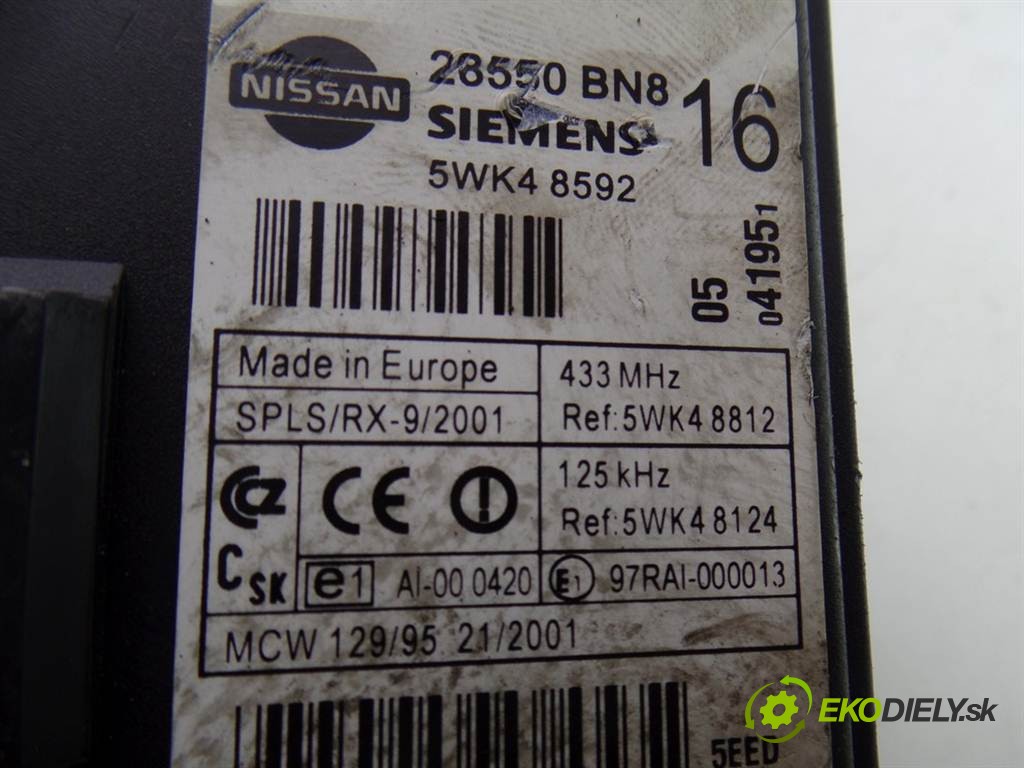 NISSAN
28550 BN8
16
SIEMENS
5WK4 8592
05
041951
Made in Europe
433 MHz
SPLS/RX-9/2001
Ref:5WK4 8812
125 kHz
Ref:5WK4 8124
CE
C SK
e1 AI-00 0420
E1 97RAI-000013
MCW 129/95 21/2001
5EED
EKODIELY.sk